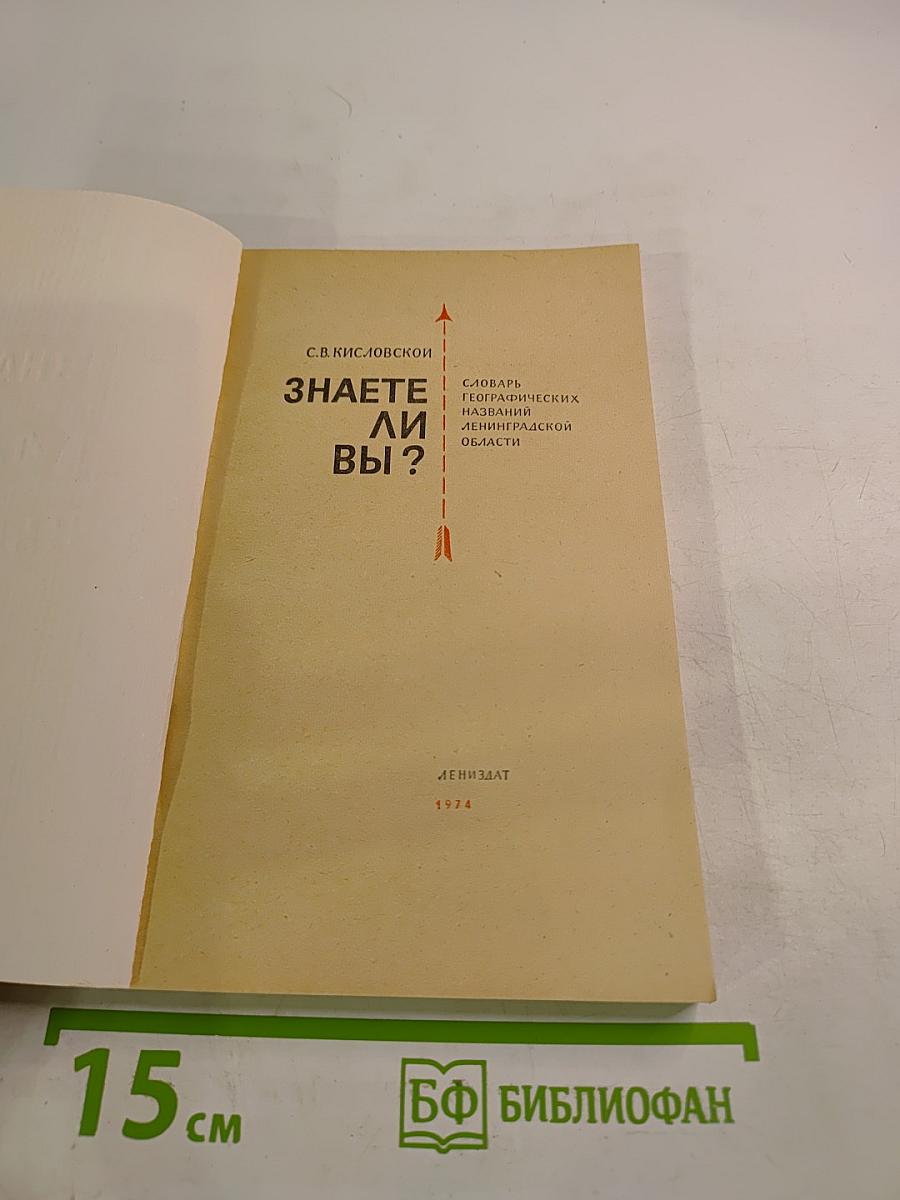 С.В.КИСЛОВСКОЙ
ЗНАЕТЕ
ЛИ
ВЫ?
СЛОВАРЬ
ГЕОГРАФИЧЕСКИХ
НАЗВАНИЙ
ЛЕНИНГРАДСКОЙ
ОБЛАСТИ
ЛЕНИЗДАТ
1974
15 см
БФ БИБЛИОФАН